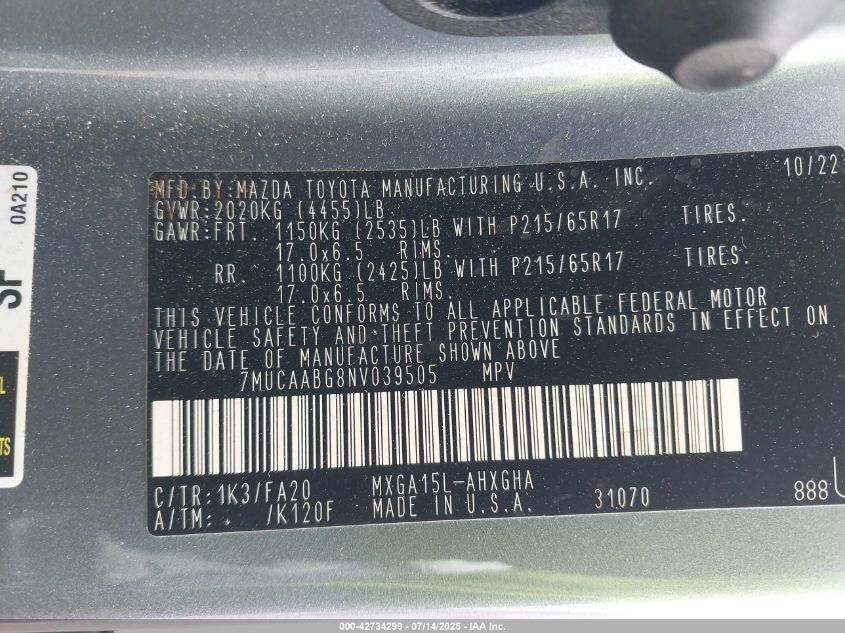 MFD BY:MAZDA TOYOTA MANUFACTURING U.S.A. INC. 10/22
GVWR:2020KG (4455)LB
GAWR:FRT. 1150KG (2535)LB WITH P215/65R17 TIRES.
17.0x6.5 RIMS.
RR. 1100KG (2425)LB WITH P215/65R17 TIRES.
17.0x6.5 RIMS.
THIS VEHICLE CONFORMS TO ALL APPLICABLE FEDERAL MOTOR
VEHICLE SAFETY AND THEFT PREVENTION STANDARDS IN EFFECT ON
THE DATE OF MANUFACTURE SHOWN ABOVE
7MUCAABG8NV039505 MPV
C/TR:1K3/FA20 MXGA15L-AHXGHA
A/TM: /K120F MADE IN U.S.A. 31070 888
0A210
000-42734299 - 07/14/2025 - IAA Inc.